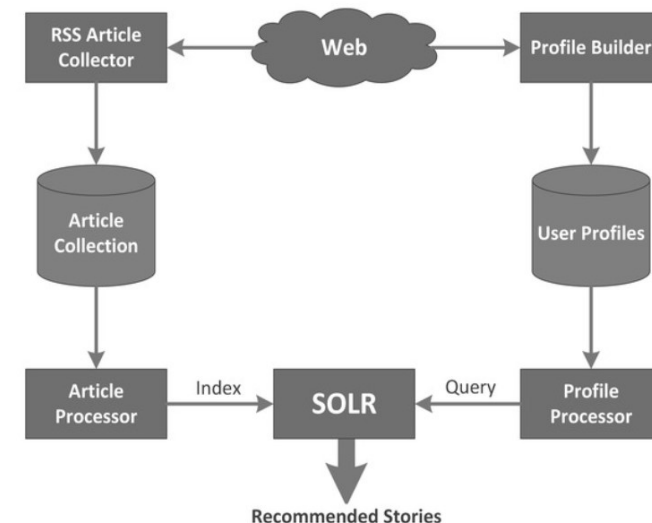 RSS Article
Collector
Web
Profile Builder
Article
Collection
User Profiles
Article
Processor
Index
SOLR
Query
Profile
Processor
Recommended Stories